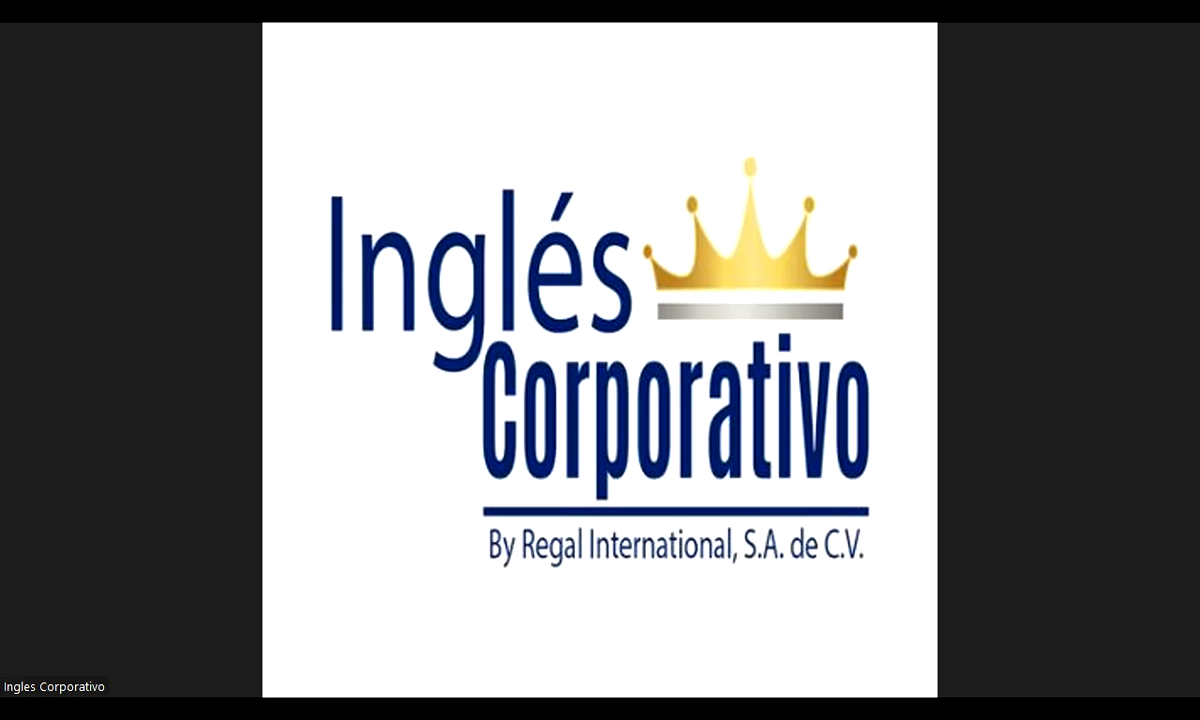 Inglés
Corporativo
By Regal International, S.A. de C.V.
Ingles Corporativo